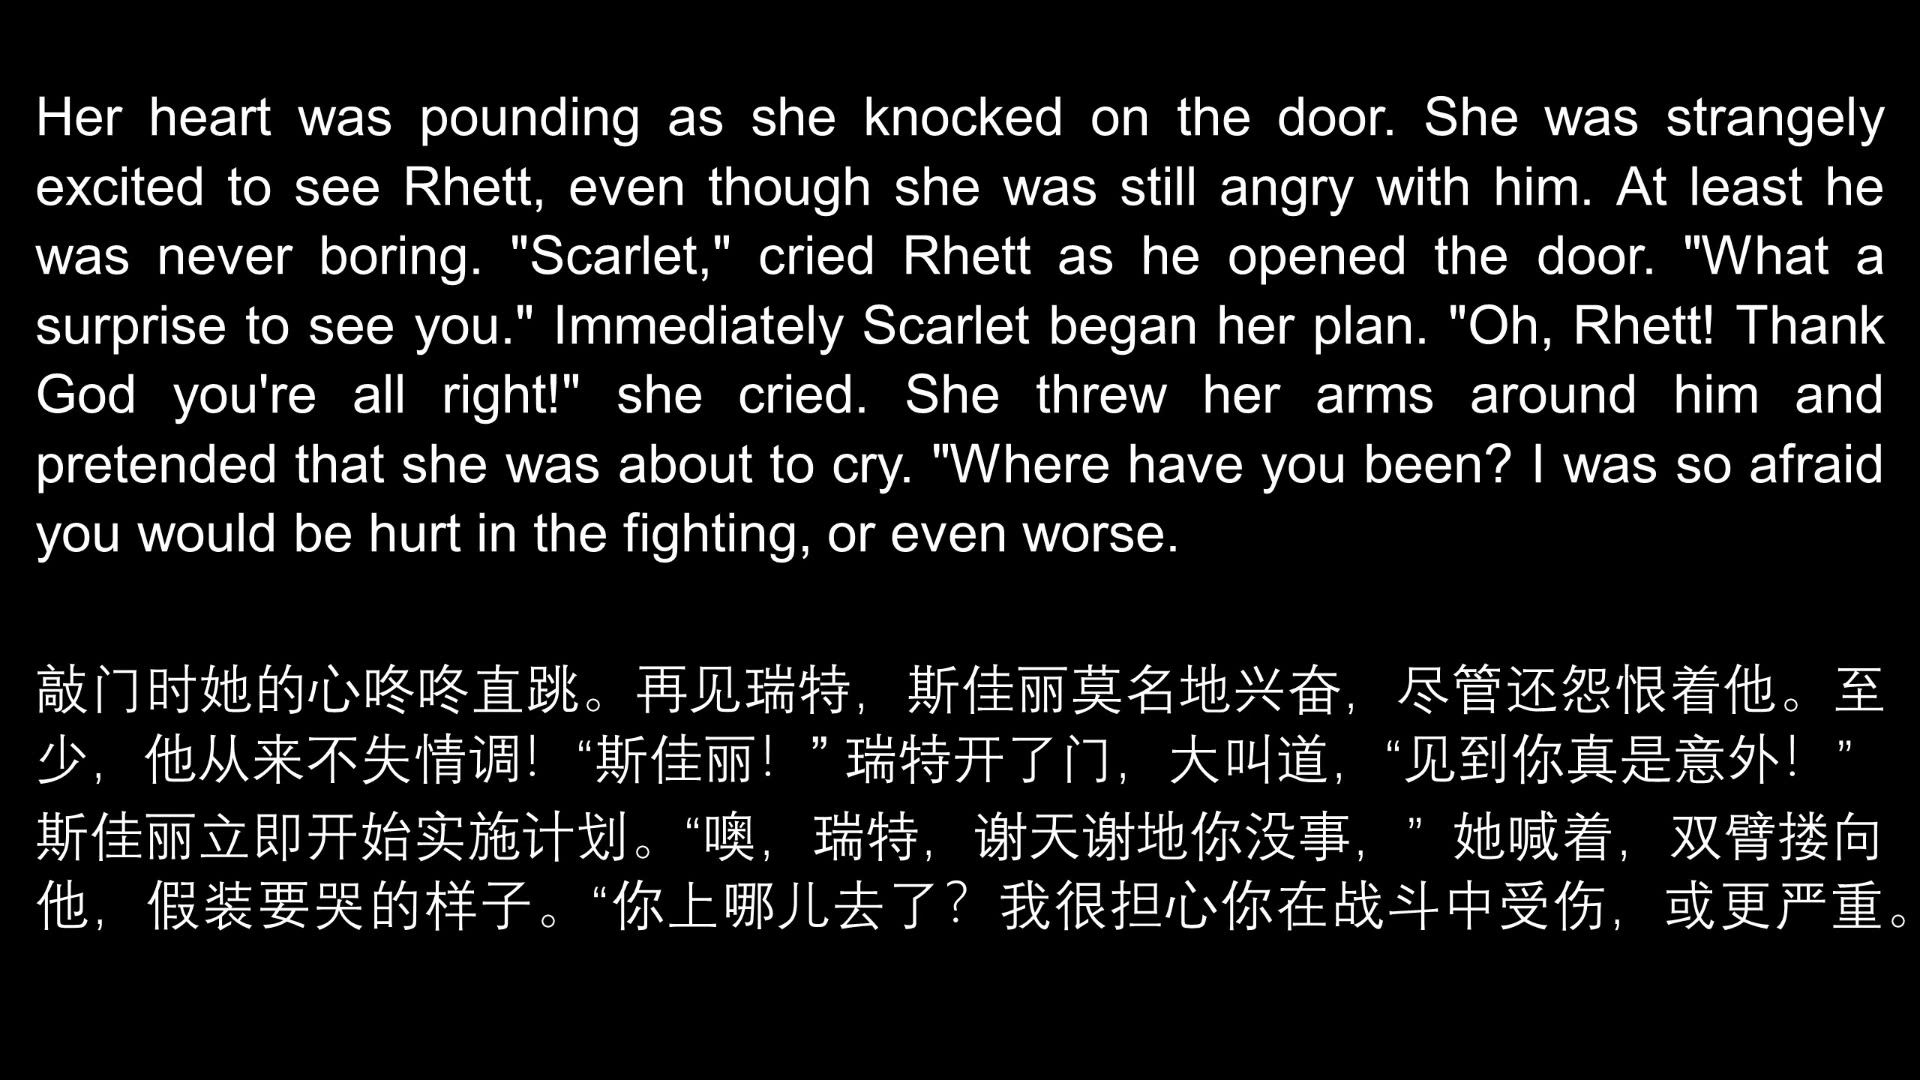 Her heart was pounding as she knocked on the door. She was strangely
excited to see Rhett, even though she was still angry with him. At least he
was never boring. "Scarlet," cried Rhett as he opened the door. "What a
surprise to see you." Immediately Scarlet began her plan. "Oh, Rhett! Thank
God you're all right!" she cried. She threw her arms around him and
pretended that she was about to cry. "Where have you been? I was so afraid
you would be hurt in the fighting, or even worse.
敲门时她的心咚咚直跳。再见瑞特，斯佳丽莫名地兴奋，尽管还怨恨着他。至
少，他从来不失情调！“斯佳丽！”瑞特开了门，大叫道，“见到你真是意外！”
斯佳丽立即开始实施计划。“噢，瑞特，谢天谢地你没事，”她喊着，双臂搂向
他，假装要哭的样子。“你上哪儿去了？我很担心你在战斗中受伤，或更严重。